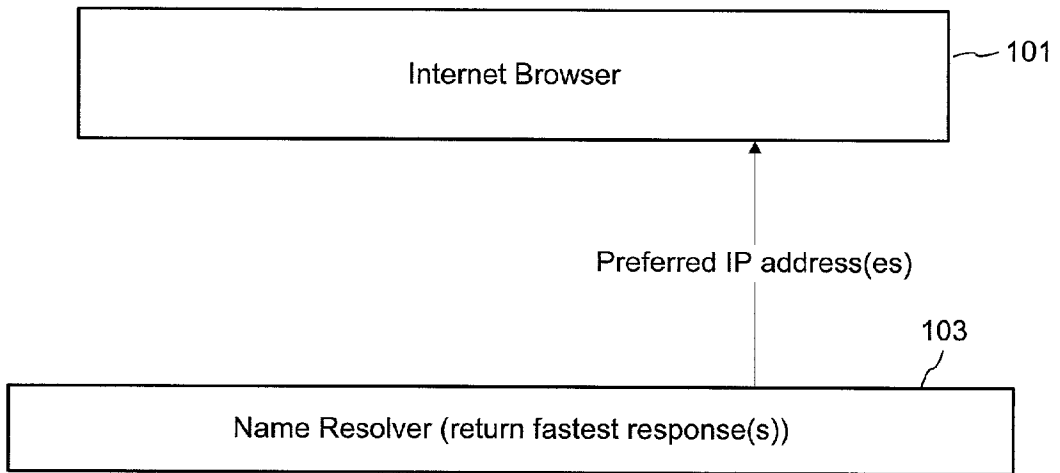 Internet Browser
101
Preferred IP address(es)
103
Name Resolver (return fastest response(s))